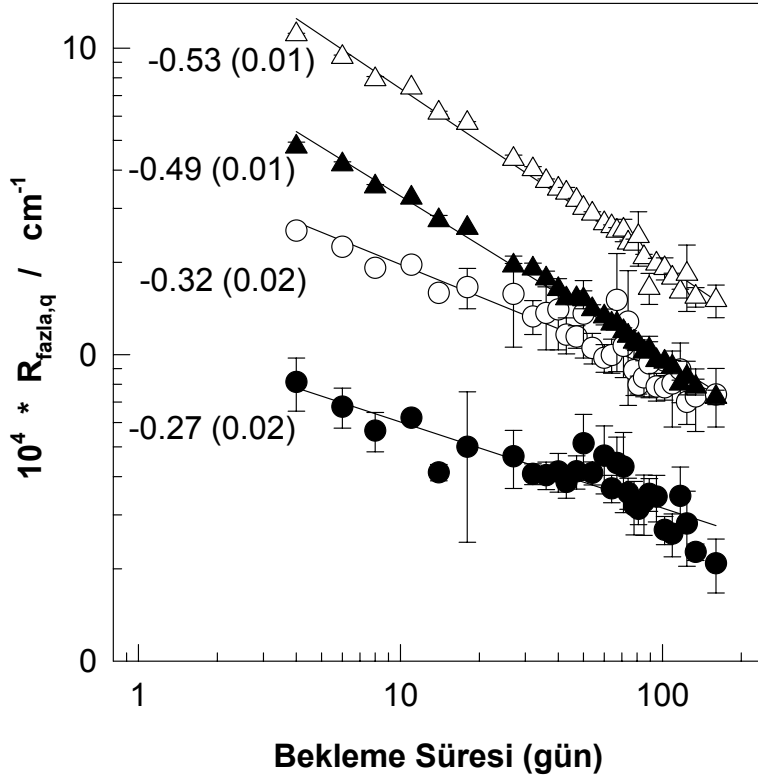 10
-0.53 (0.01)
-0.49 (0.01)
-0.32 (0.02)
0
-0.27 (0.02)
0
10⁴ * R_fazla,q / cm⁻¹
1 10 100
Bekleme Süresi (gün)